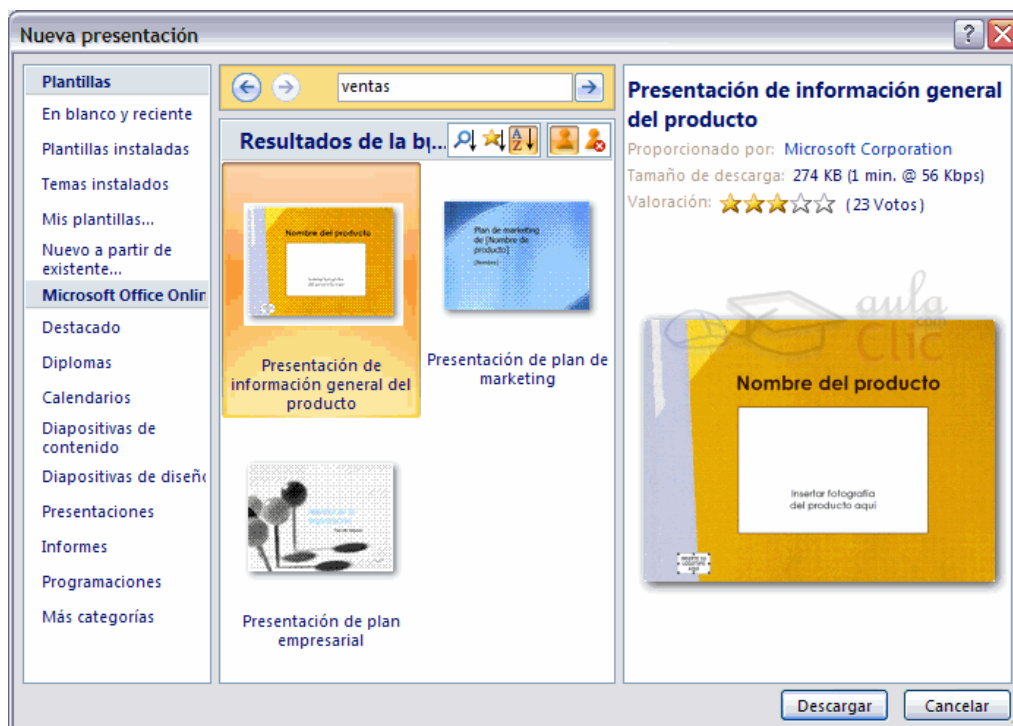 Nueva presentación
Plantillas
En blanco y reciente
Plantillas instaladas
Temas instalados
Mis plantillas...
Nuevo a partir de
existente...
Microsoft Office Onlin
Destacado
Diplomas
Calendarios
Diapositivas de
contenido
Diapositivas de diseño
Presentaciones
Informes
Programaciones
Más categorías
ventas
Resultados de la bu...
Nombre del producto
Presentación de
información general del
producto
Plan de marketing
de [Nombre de
producto]
[Nombre]
Presentación de plan de
marketing
Presentación de plan
empresarial
Presentación de información general
del producto
Proporcionado por: Microsoft Corporation
Tamaño de descarga: 274 KB (1 min. @ 56 Kbps)
Valoración: (23 Votos)
aula
.com
Clic
Nombre del producto
Insertar fotografía
del producto aquí
Descargar
Cancelar